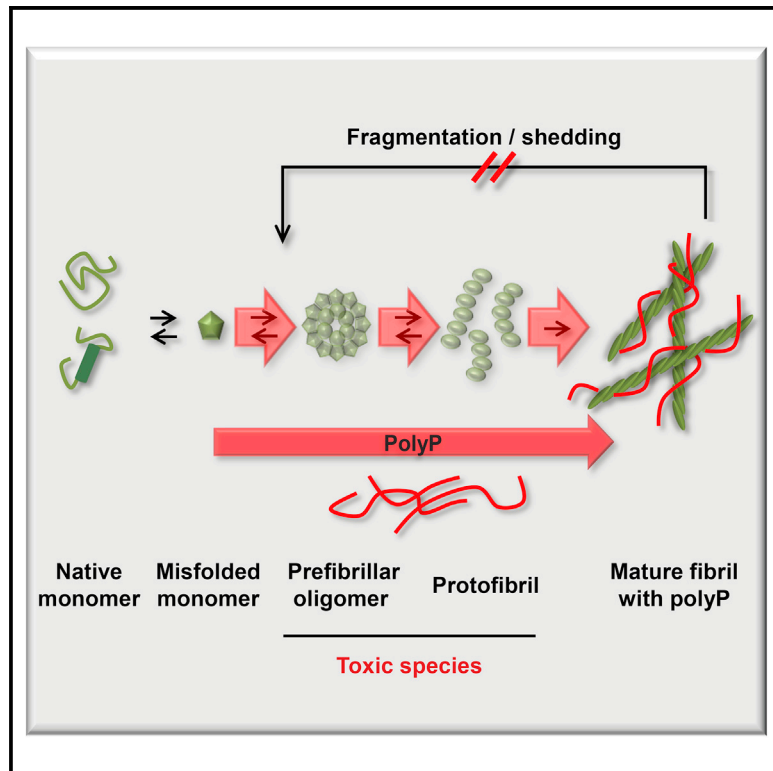 Fragmentation / shedding
PolyP
Native
monomer
Misfolded
monomer
Prefibrillar
oligomer
Protofibril
Mature fibril
with polyP
Toxic species